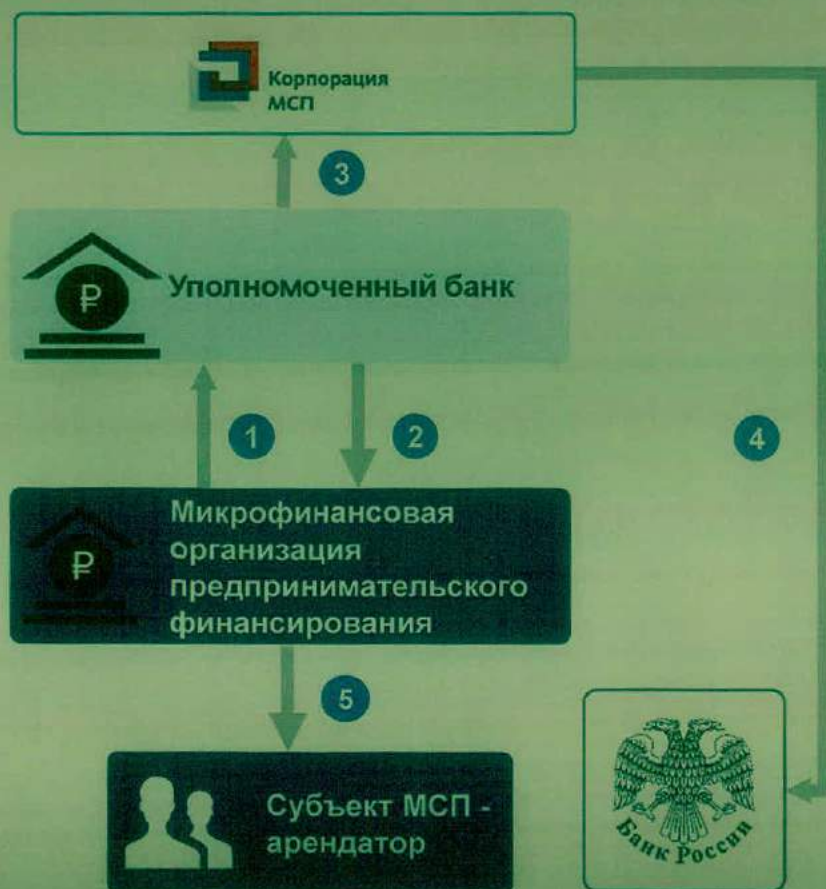 Корпорация
МСП
3
Уполномоченный банк
₽
1
2
4
Микрофинансовая
организация
предпринимательского
финансирования
₽
5
Субъект МСП -
арендатор
Банк России